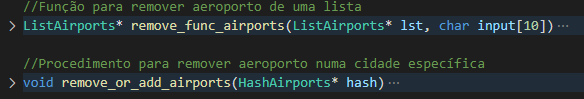 //Função para remover aeroporto de uma lista
ListAirports* remove_func_airports(ListAirports* lst, char input[10])...
//Procedimento para remover aeroporto numa cidade específica
void remove_or_add_airports(HashAirports* hash)...